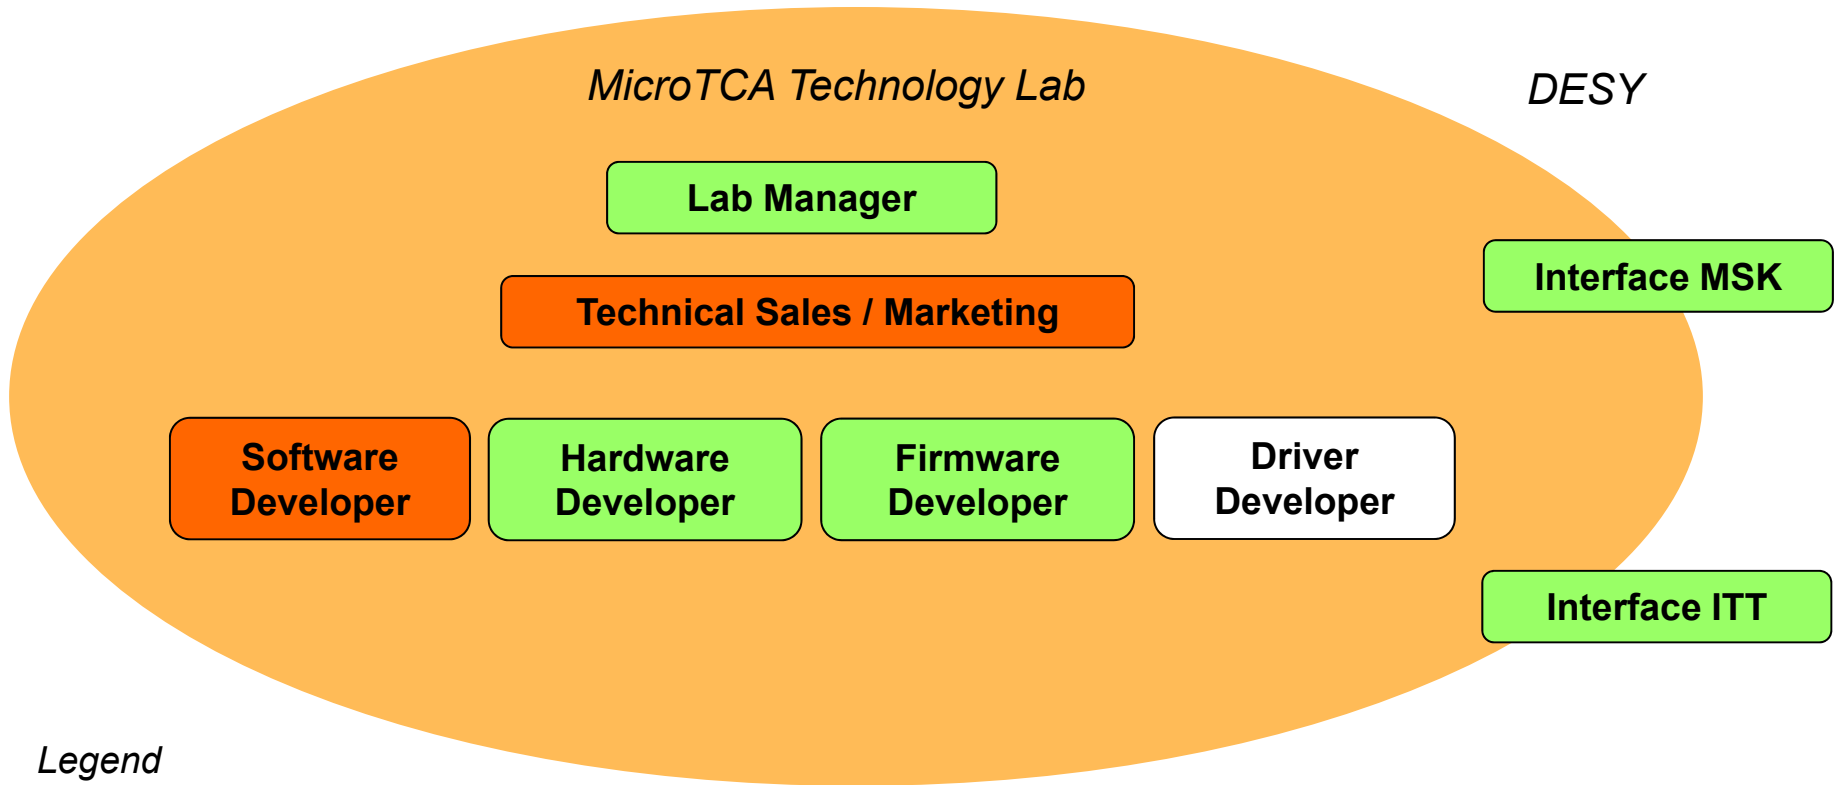 MicroTCA Technology Lab
DESY
Lab Manager
Interface MSK
Technical Sales / Marketing
Software
Developer
Hardware
Developer
Firmware
Developer
Driver
Developer
Interface ITT
Legend